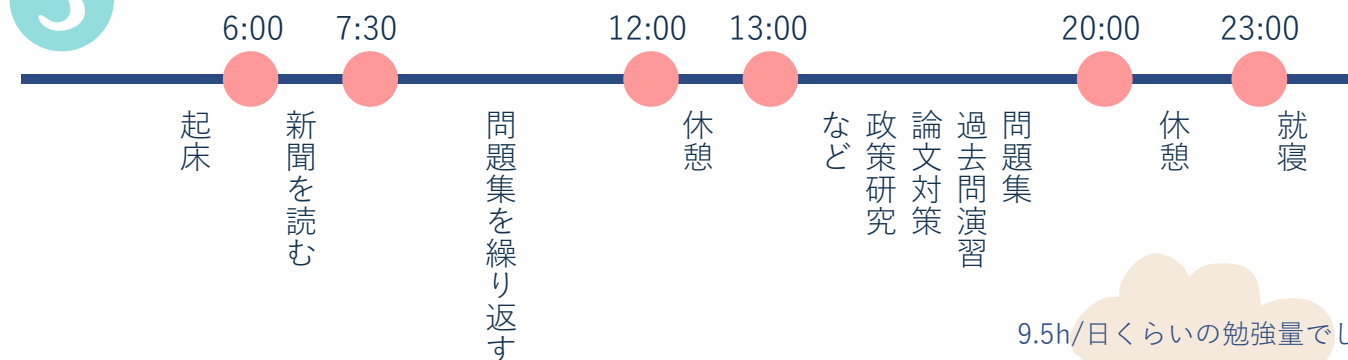 6:00
7:30
12:00
13:00
20:00
23:00
起床
新聞を読む
問題集を繰り返す
休憩
問題集
過去問演習
論文対策
政策研究
など
休憩
就寝
9.5h/日くらいの勉強量でし